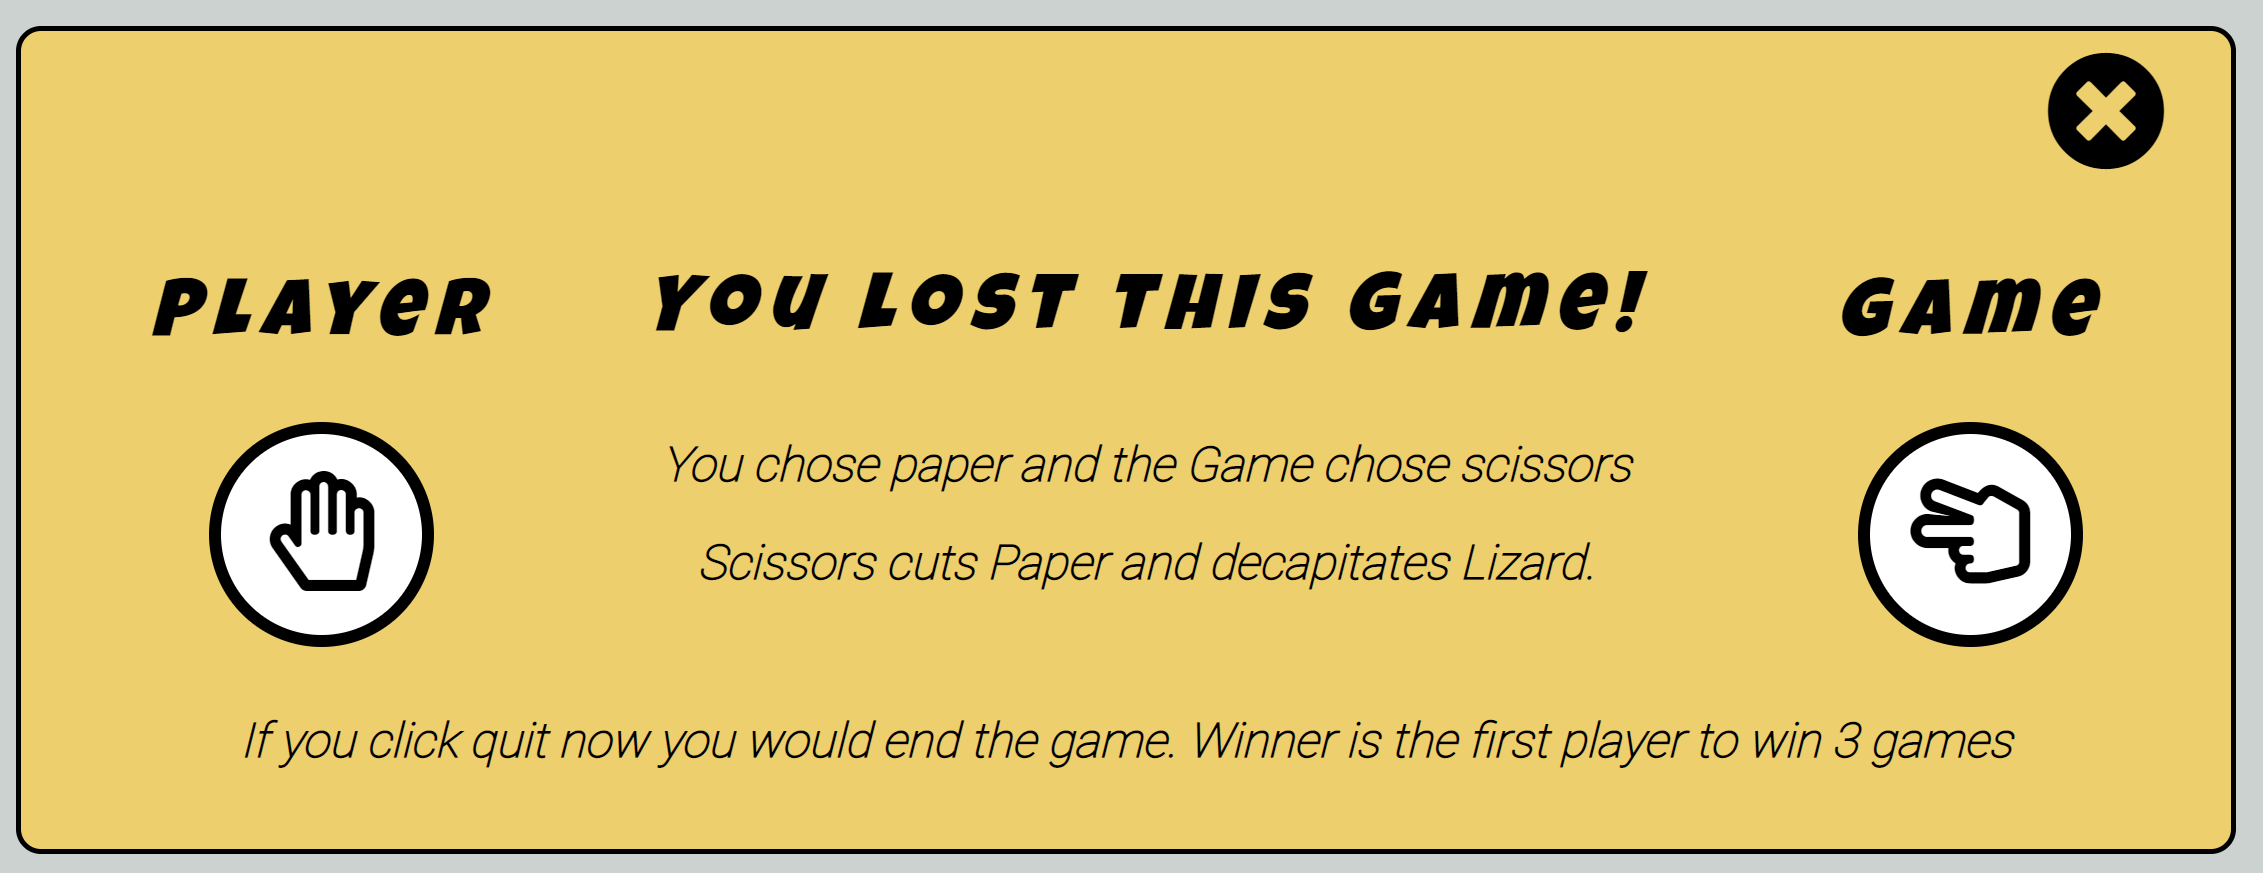 PLAYeR
YOU LOST THIS GAMe!
GAMe
You chose paper and the Game chose scissors
Scissors cuts Paper and decapitates Lizard.
If you click quit now you would end the game. Winner is the first player to win 3 games